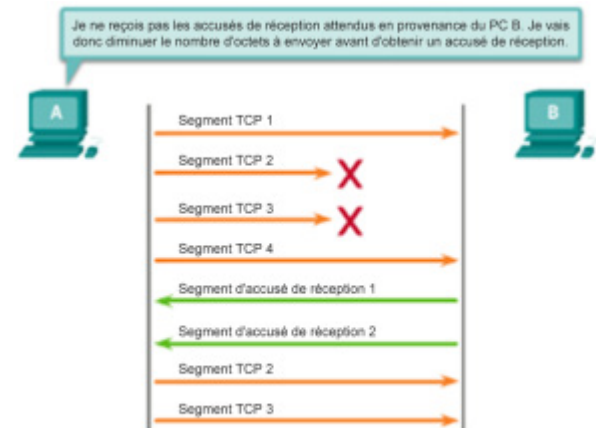 Je ne reçois pas les accusés de réception attendus en provenance du PC B. Je vais
donc diminuer le nombre d'octets à envoyer avant d'obtenir un accusé de réception.
A
B
Segment TCP 1
Segment TCP 2
Segment TCP 3
Segment TCP 4
Segment d'accusé de réception 1
Segment d'accusé de réception 2
Segment TCP 2
Segment TCP 3